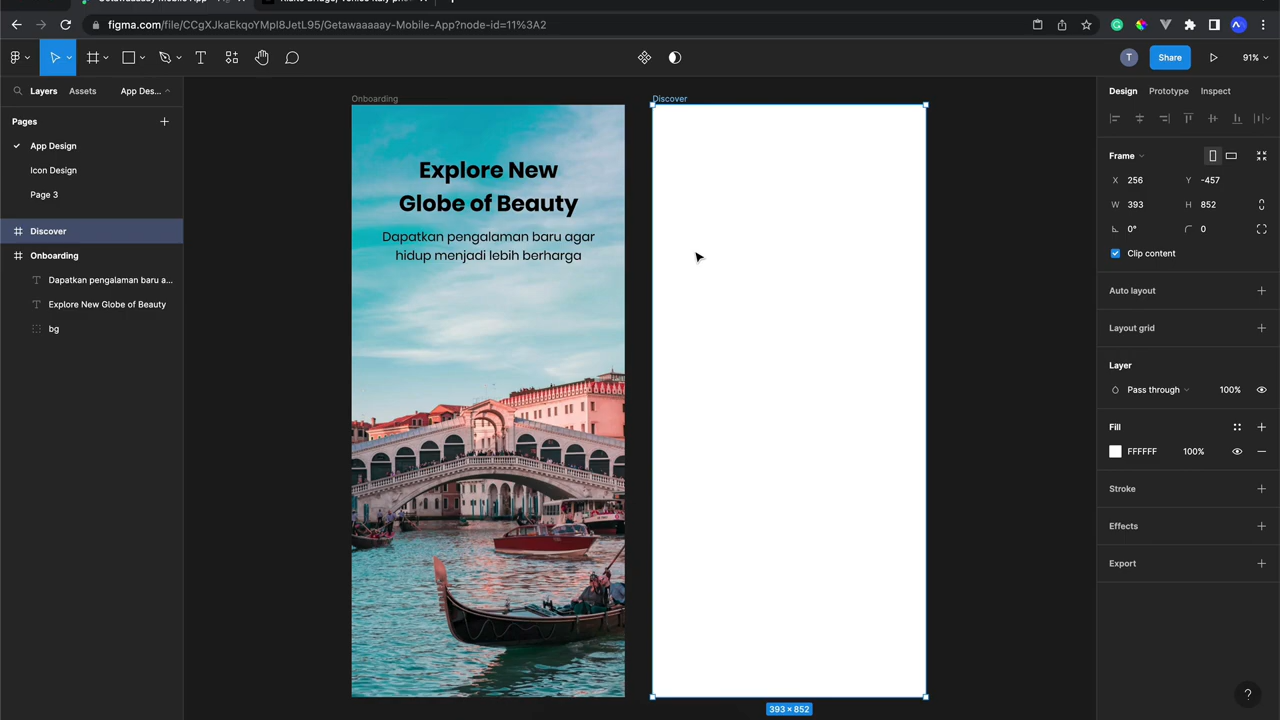 figma.com/file/CCgXJkaEkqoYMpI8JetL95/Getawaaaaay-Mobile-App?node-id=11%3A2
T
Share
91%
Layers
Assets
App Des...
Pages
App Design
Icon Design
Page 3
Discover
Onboarding
Dapatkan pengalaman baru a...
Explore New Globe of Beauty
bg
Onboarding
Explore New
Globe of Beauty
Dapatkan pengalaman baru agar
hidup menjadi lebih berharga
Discover
393 × 852
Design
Prototype
Inspect
Frame
X 256 Y -457
W 393 H 852
0° 0
Clip content
Auto layout
Layout grid
Layer
Pass through 100%
Fill
FFFFFF 100%
Stroke
Effects
Export
?